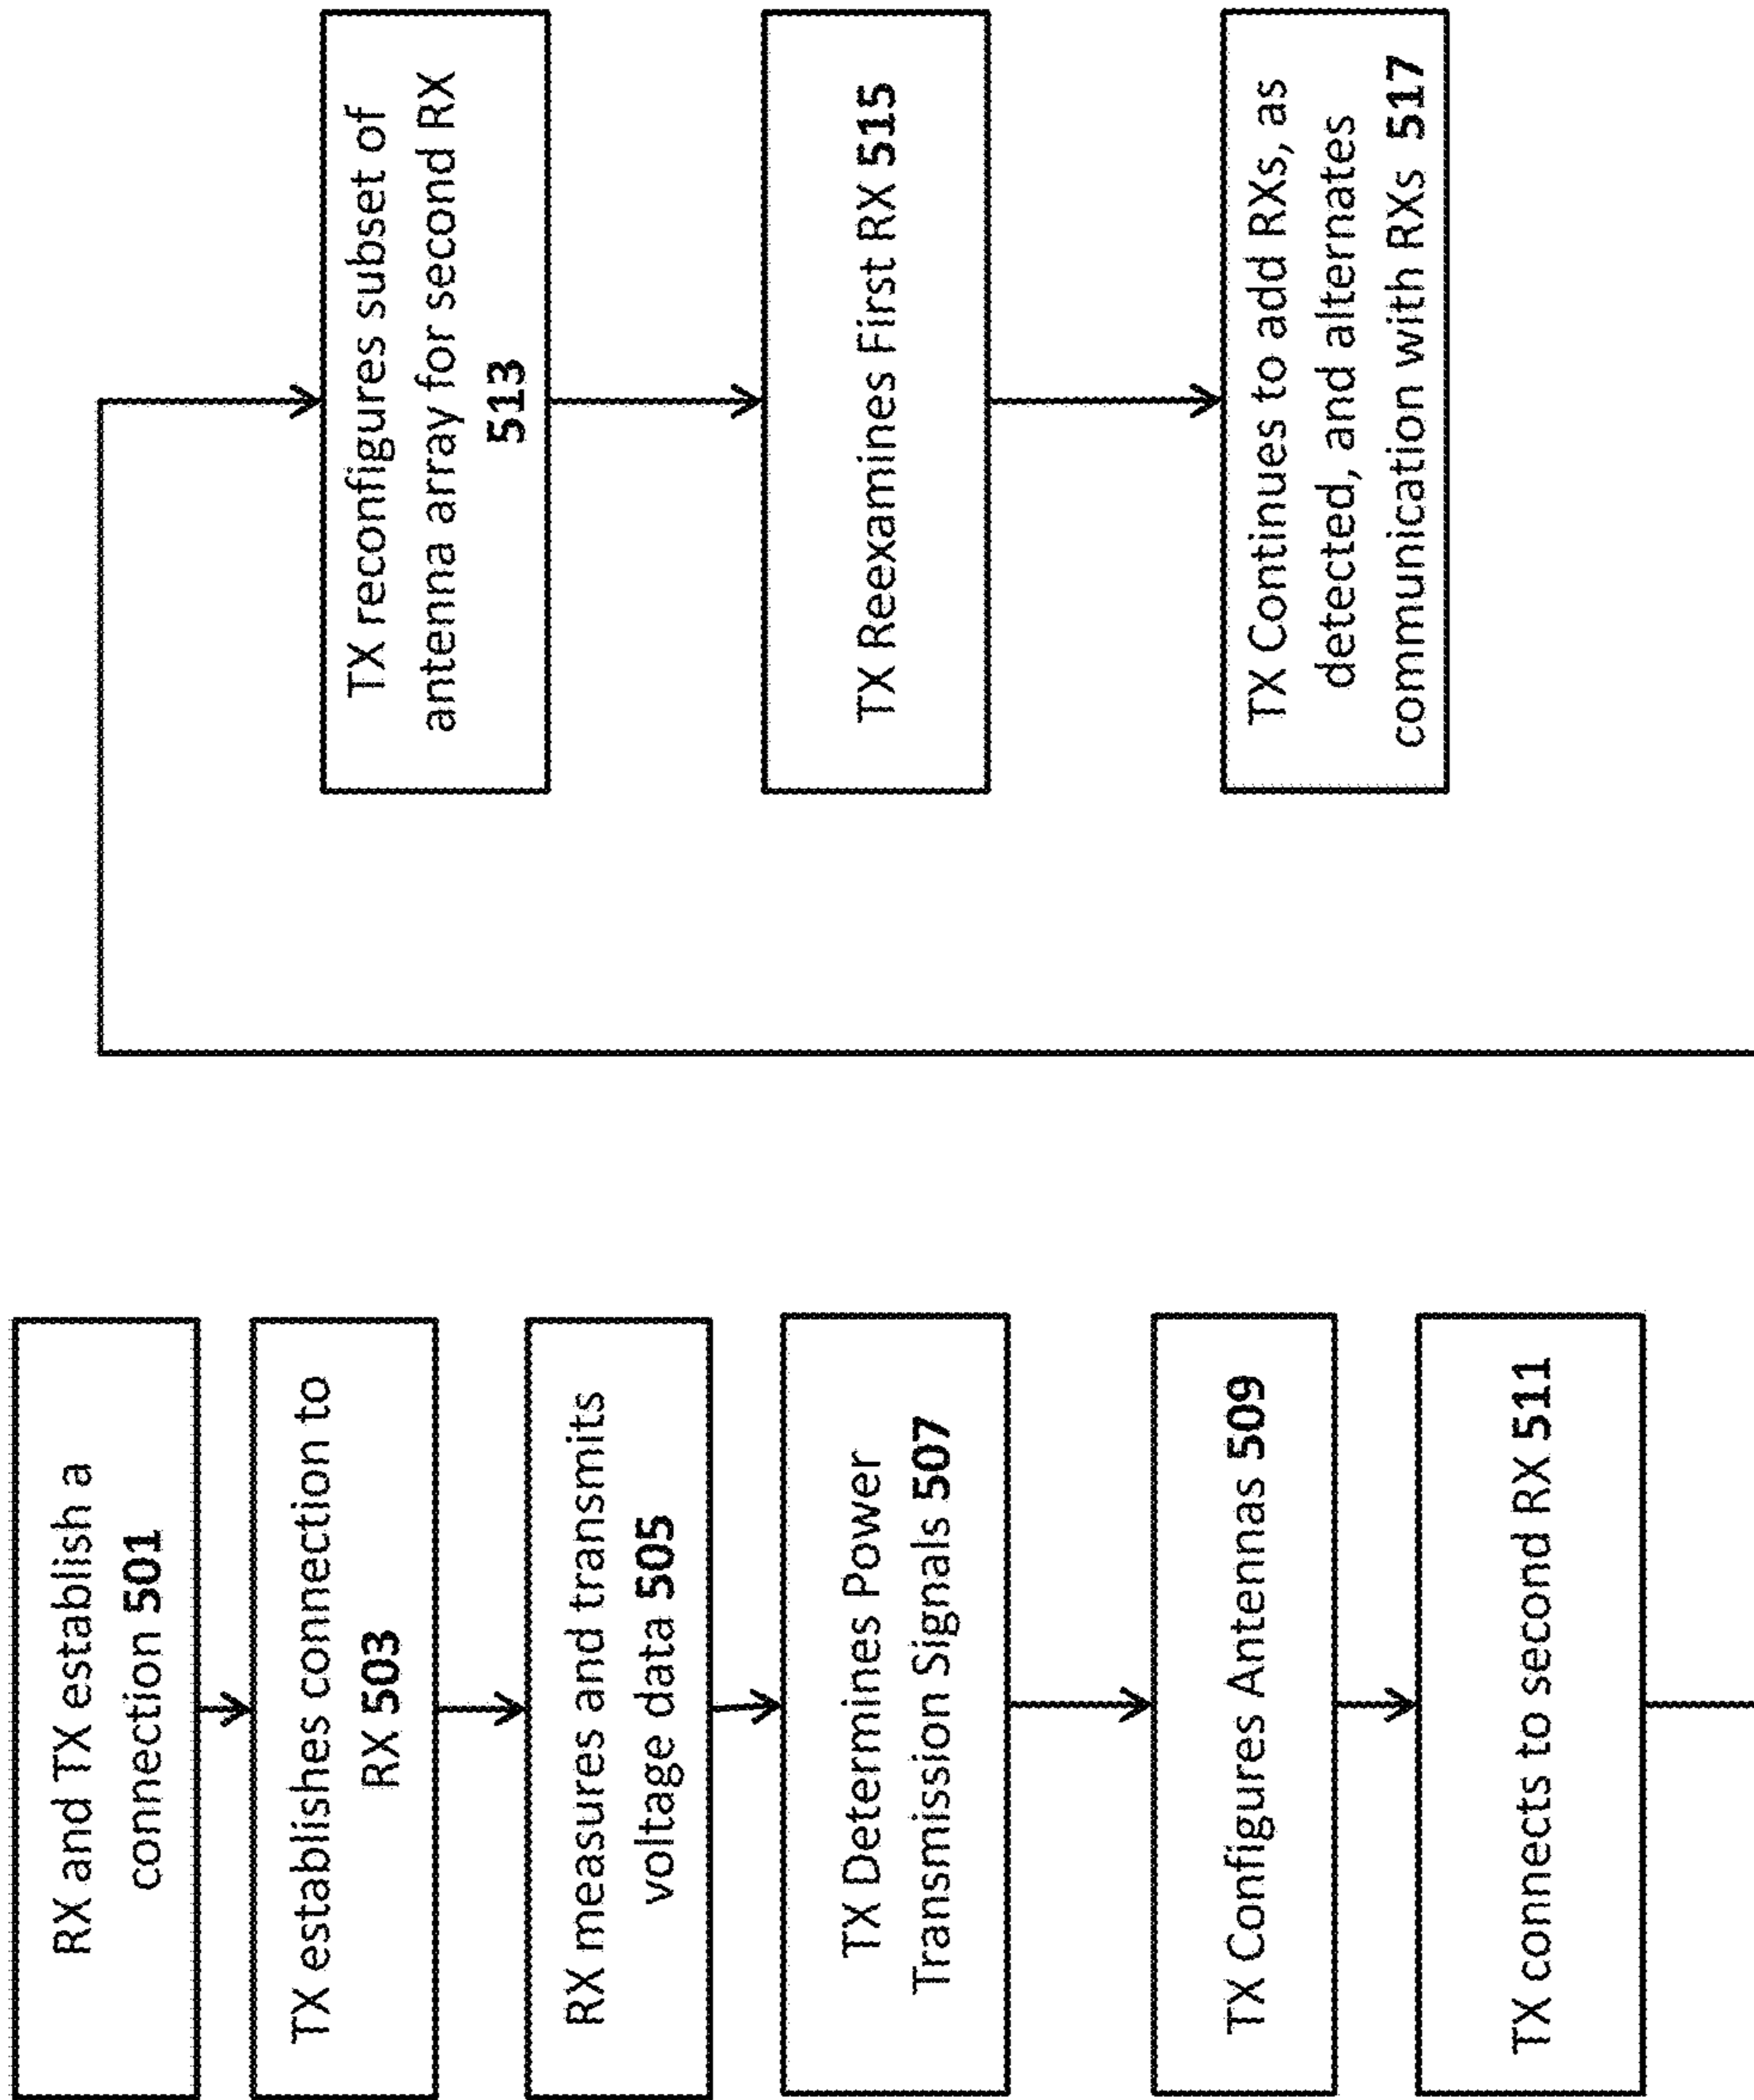 RX and TX establish a
connection 501
TX establishes connection to
RX 503
RX measures and transmits
voltage data 505
TX Determines Power
Transmission Signals 507
TX Configures Antennas 509
TX connects to second RX 511
TX reconfigures subset of
antenna array for second RX
513
TX Reexamines First RX 515
TX Continues to add RXs, as
detected, and alternates
communication with RXs 517